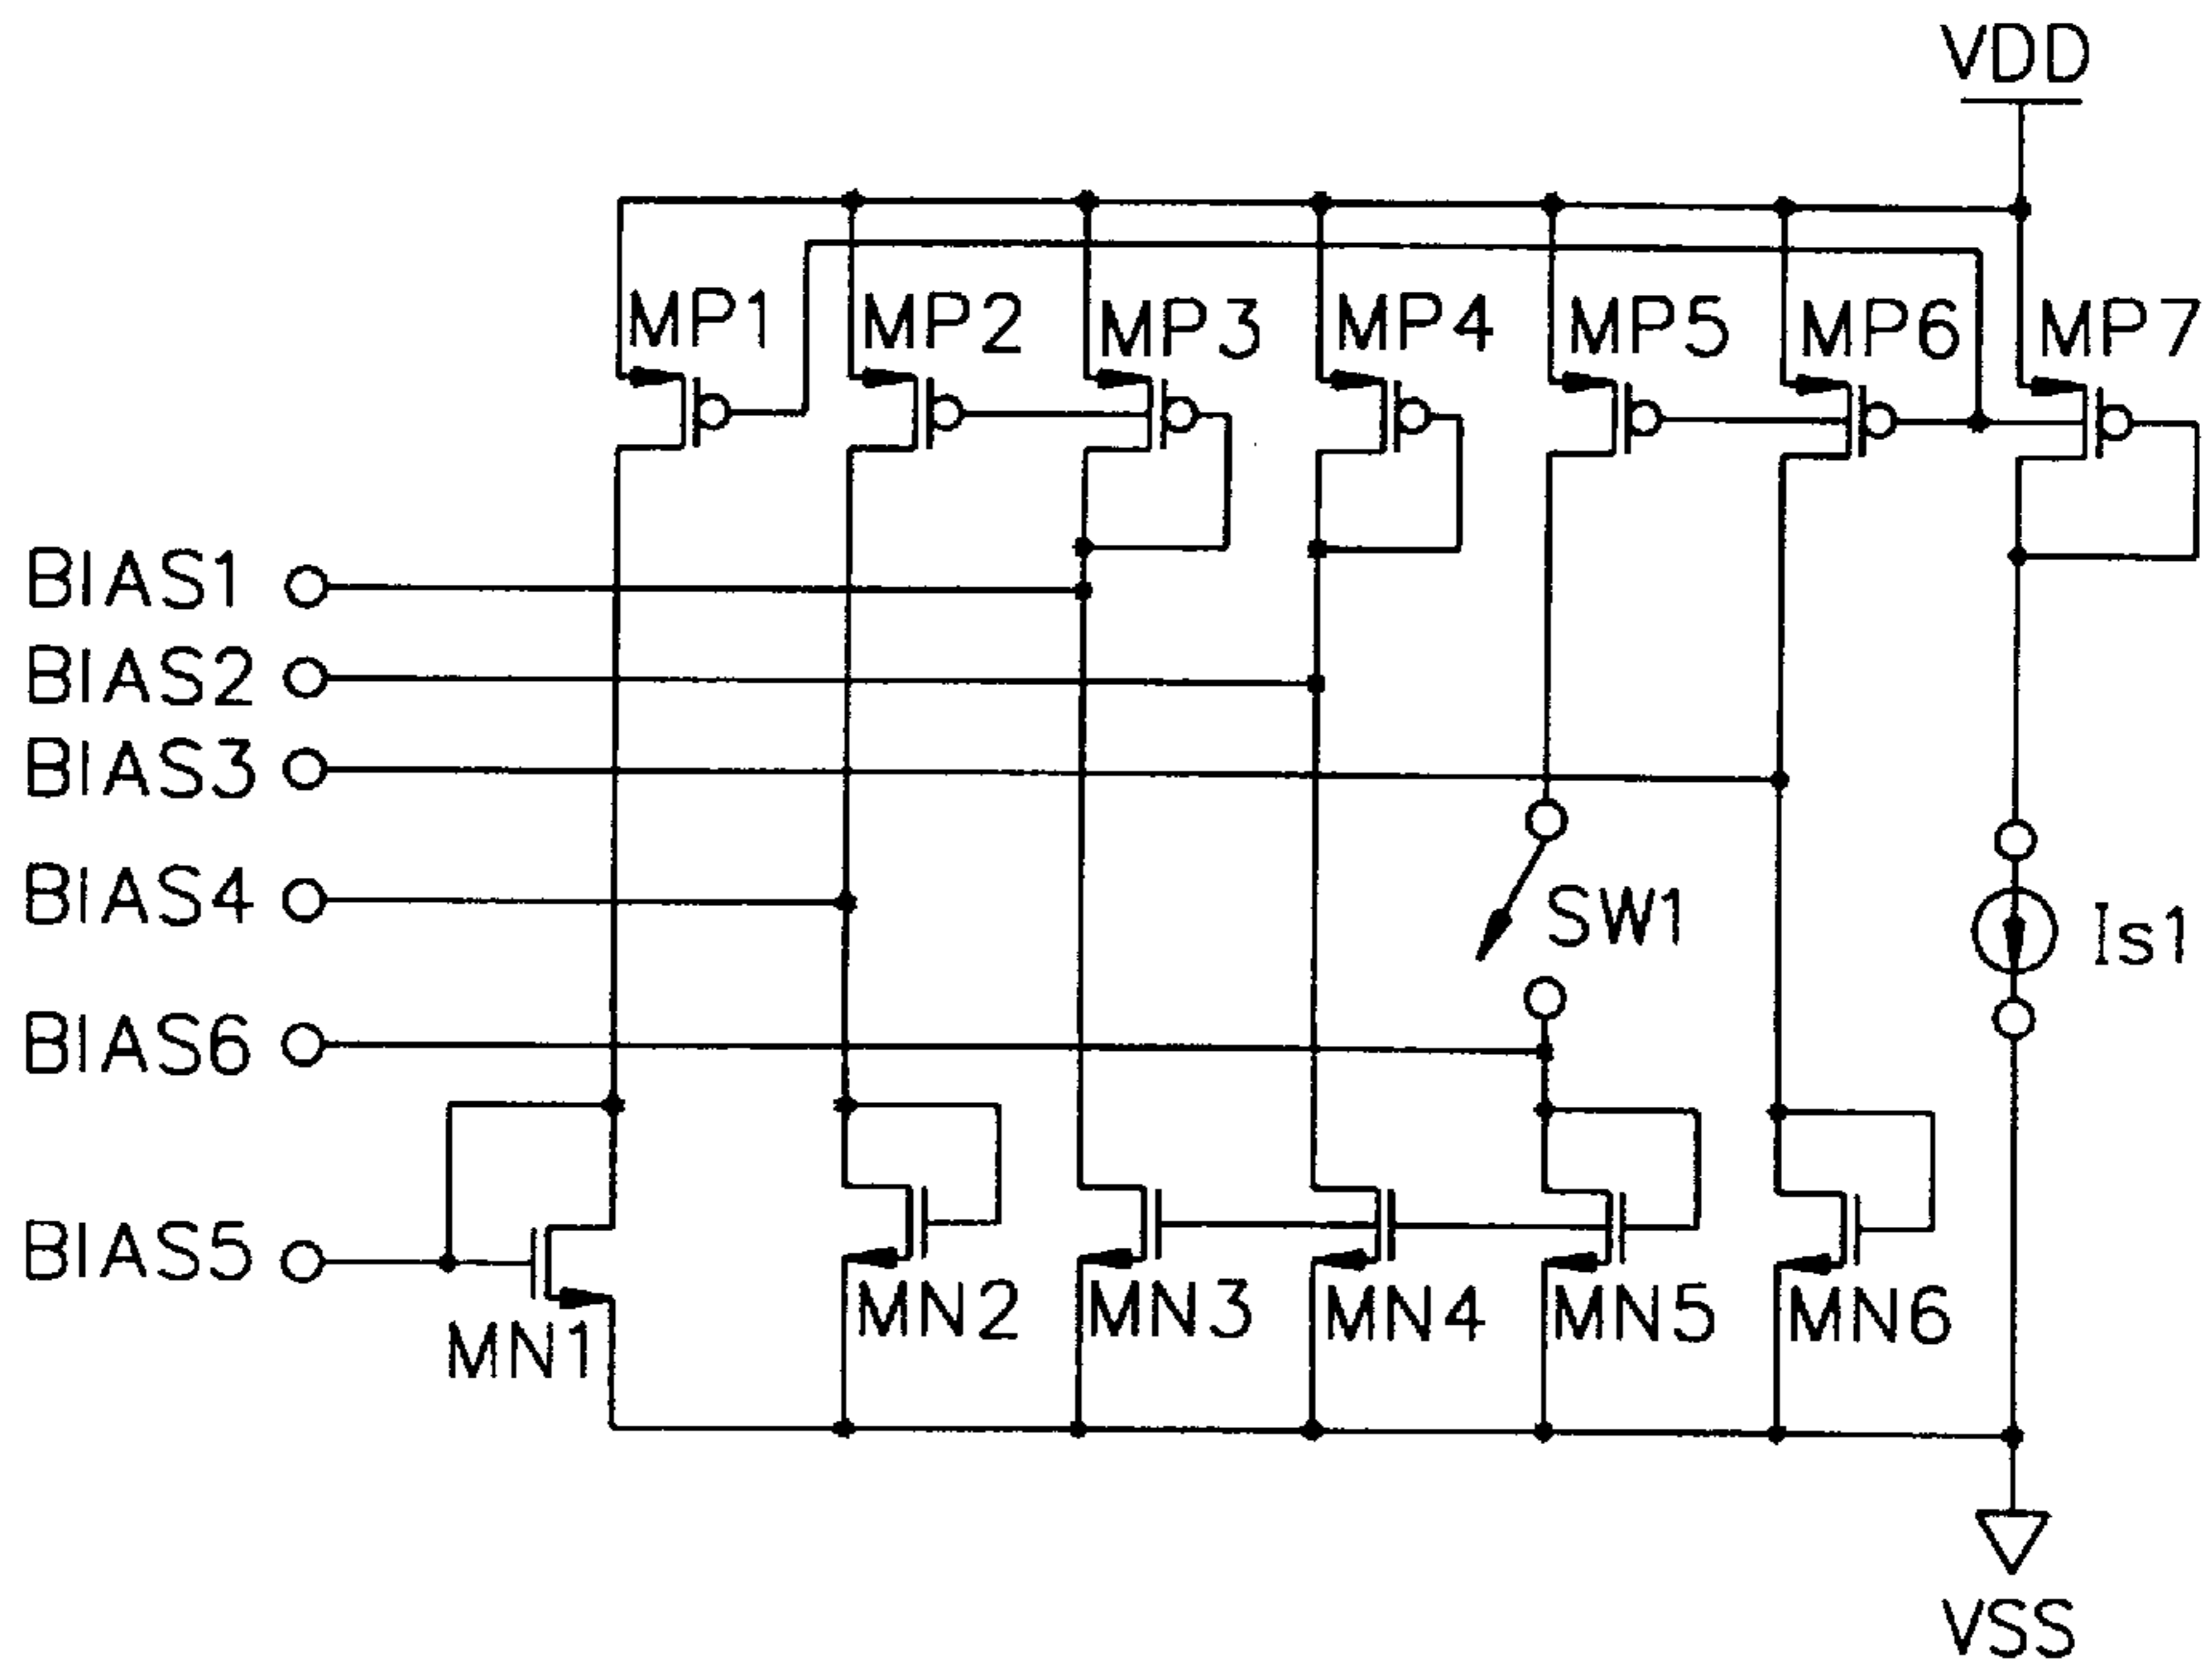 VDD
MP1
MP2
MP3
MP4
MP5
MP6
MP7
BIAS1
BIAS2
BIAS3
BIAS4
SW1
Is1
BIAS6
BIAS5
MN1
MN2
MN3
MN4
MN5
MN6
VSS